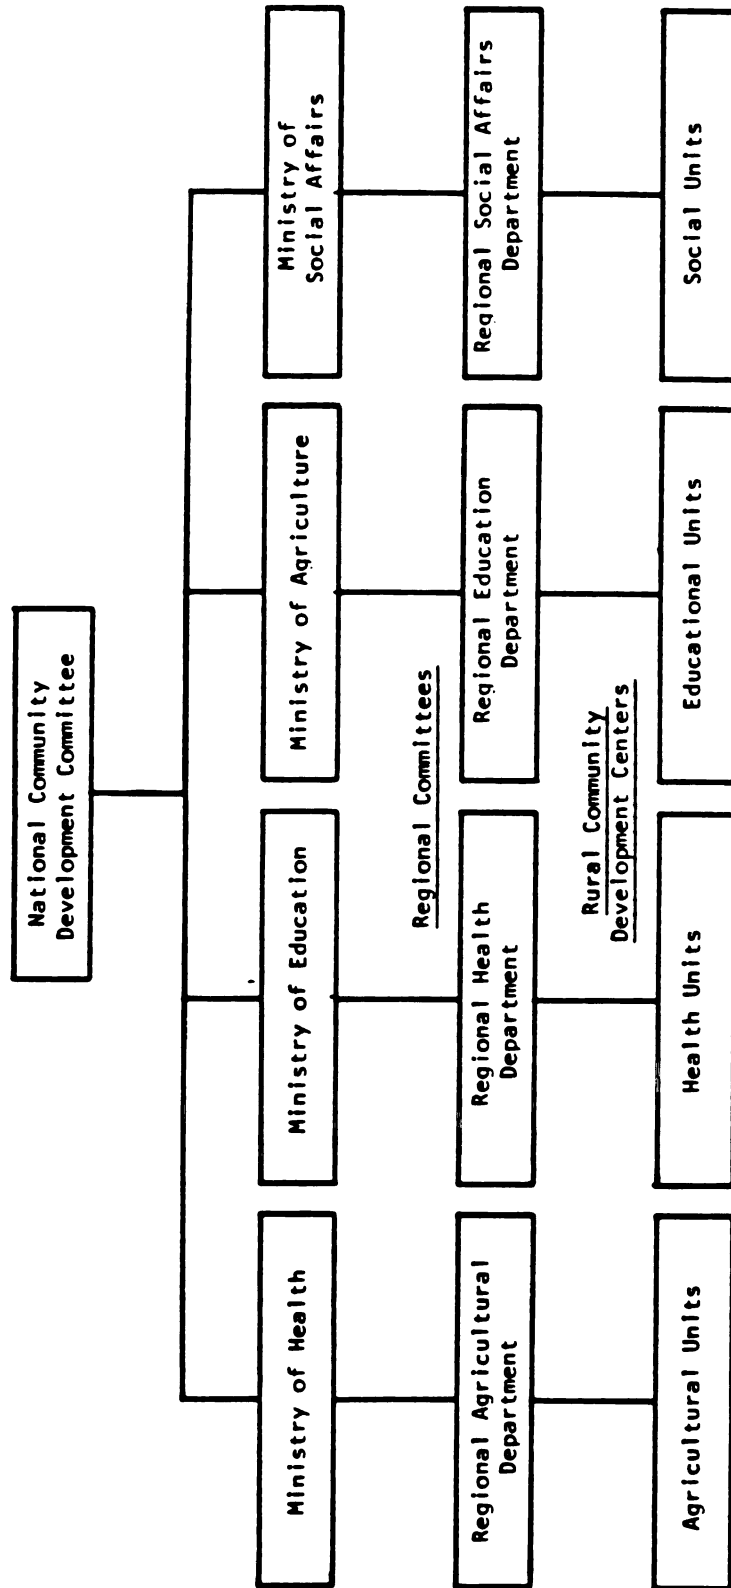 National Community
Development Committee
Ministry of Health
Ministry of Education
Ministry of Agriculture
Ministry of
Social Affairs
Regional Committees
Regional Agricultural
Department
Regional Health
Department
Regional Education
Department
Regional Social Affairs
Department
Rural Community
Development Centers
Agricultural Units
Health Units
Educational Units
Social Units